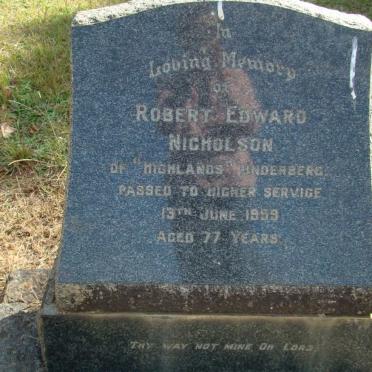 In
Loving Memory
of
Robert Edward
Nicholson
of "Highlands" Underberg.
Passed to Higher Service
13th June 1959
Aged 77 Years.
Thy way not mine Oh Lord